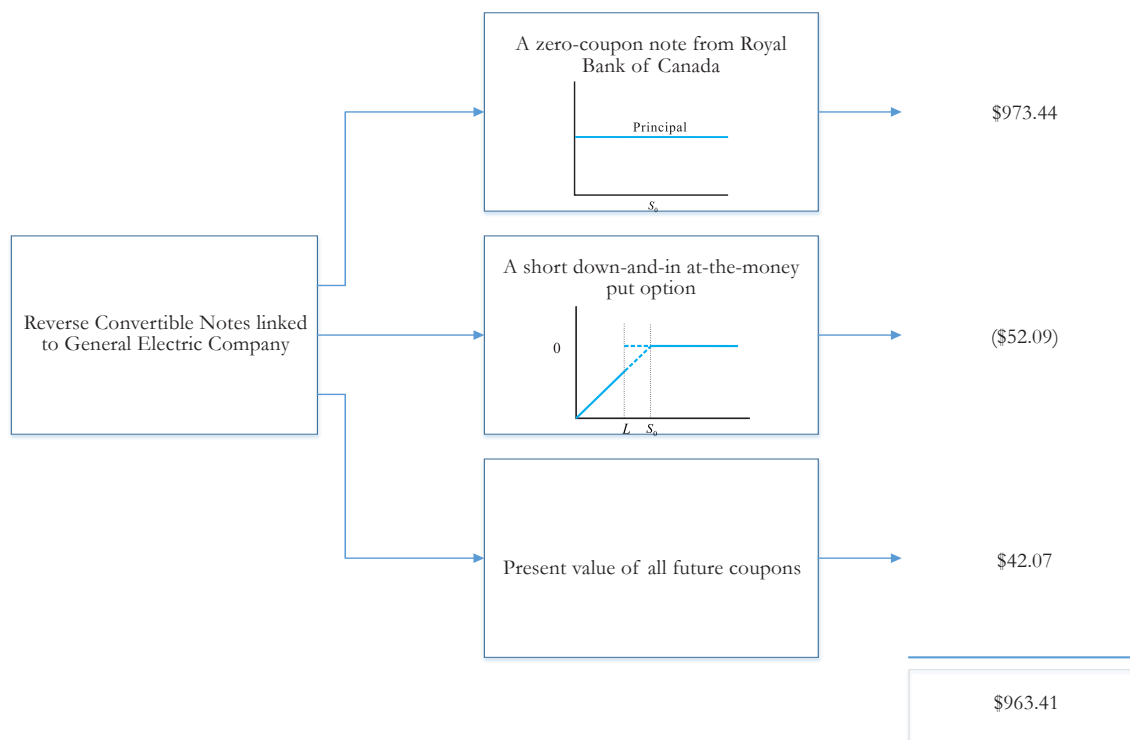 A zero-coupon note from Royal
Bank of Canada
Principal
S₀
$973.44
Reverse Convertible Notes linked
to General Electric Company
A short down-and-in at-the-money
put option
0
L S₀
($52.09)
Present value of all future coupons
$42.07
$963.41